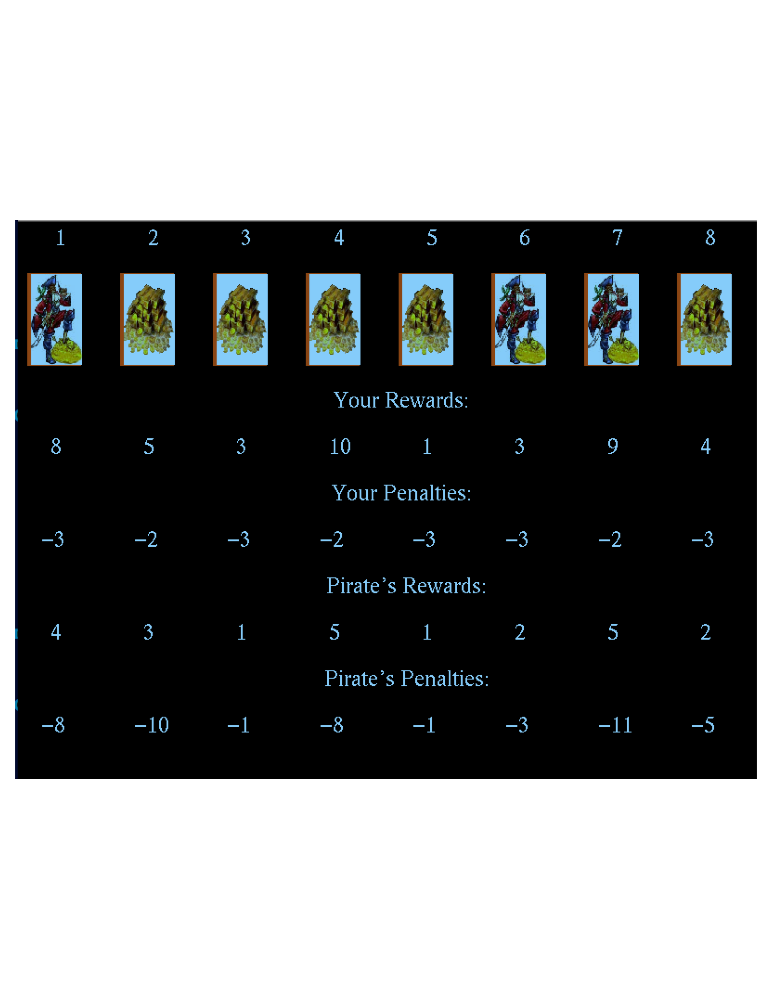 1 2 3 4 5 6 7 8
Your Rewards:
8 5 3 10 1 3 9 4
Your Penalties:
−3 −2 −3 −2 −3 −3 −2 −3
Pirate’s Rewards:
4 3 1 5 1 2 5 2
Pirate’s Penalties:
−8 −10 −1 −8 −1 −3 −11 −5